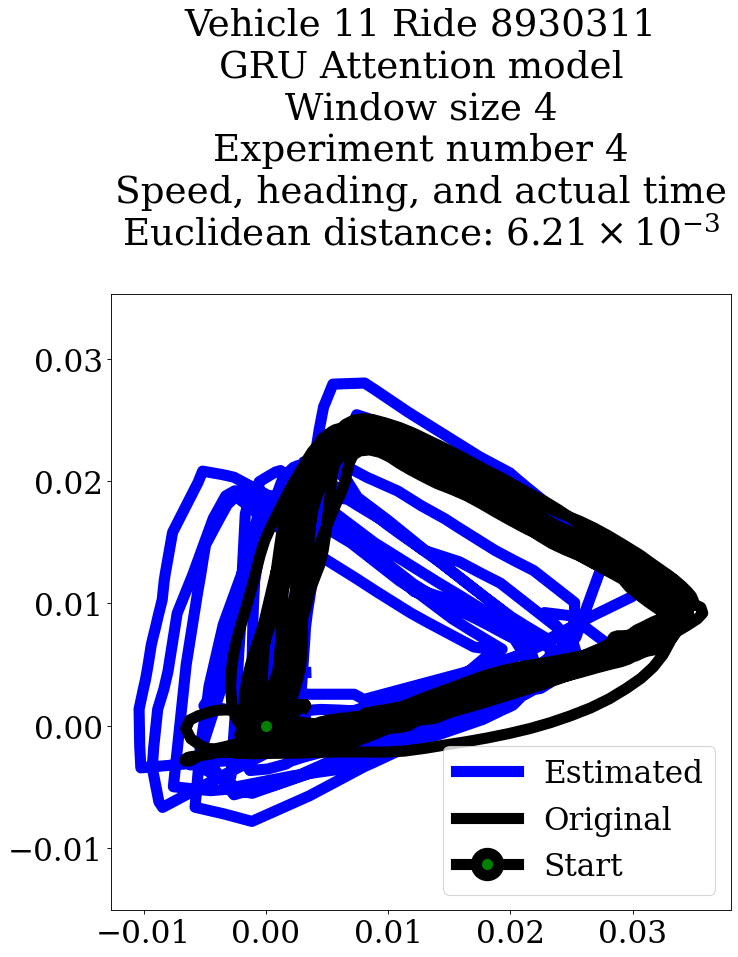 Vehicle 11 Ride 8930311
GRU Attention model
Window size 4
Experiment number 4
Speed, heading, and actual time
Euclidean distance: 6.21 × 10⁻³
0.03
0.02
0.01
0.00
−0.01
Estimated
Original
Start
−0.01 0.00 0.01 0.02 0.03